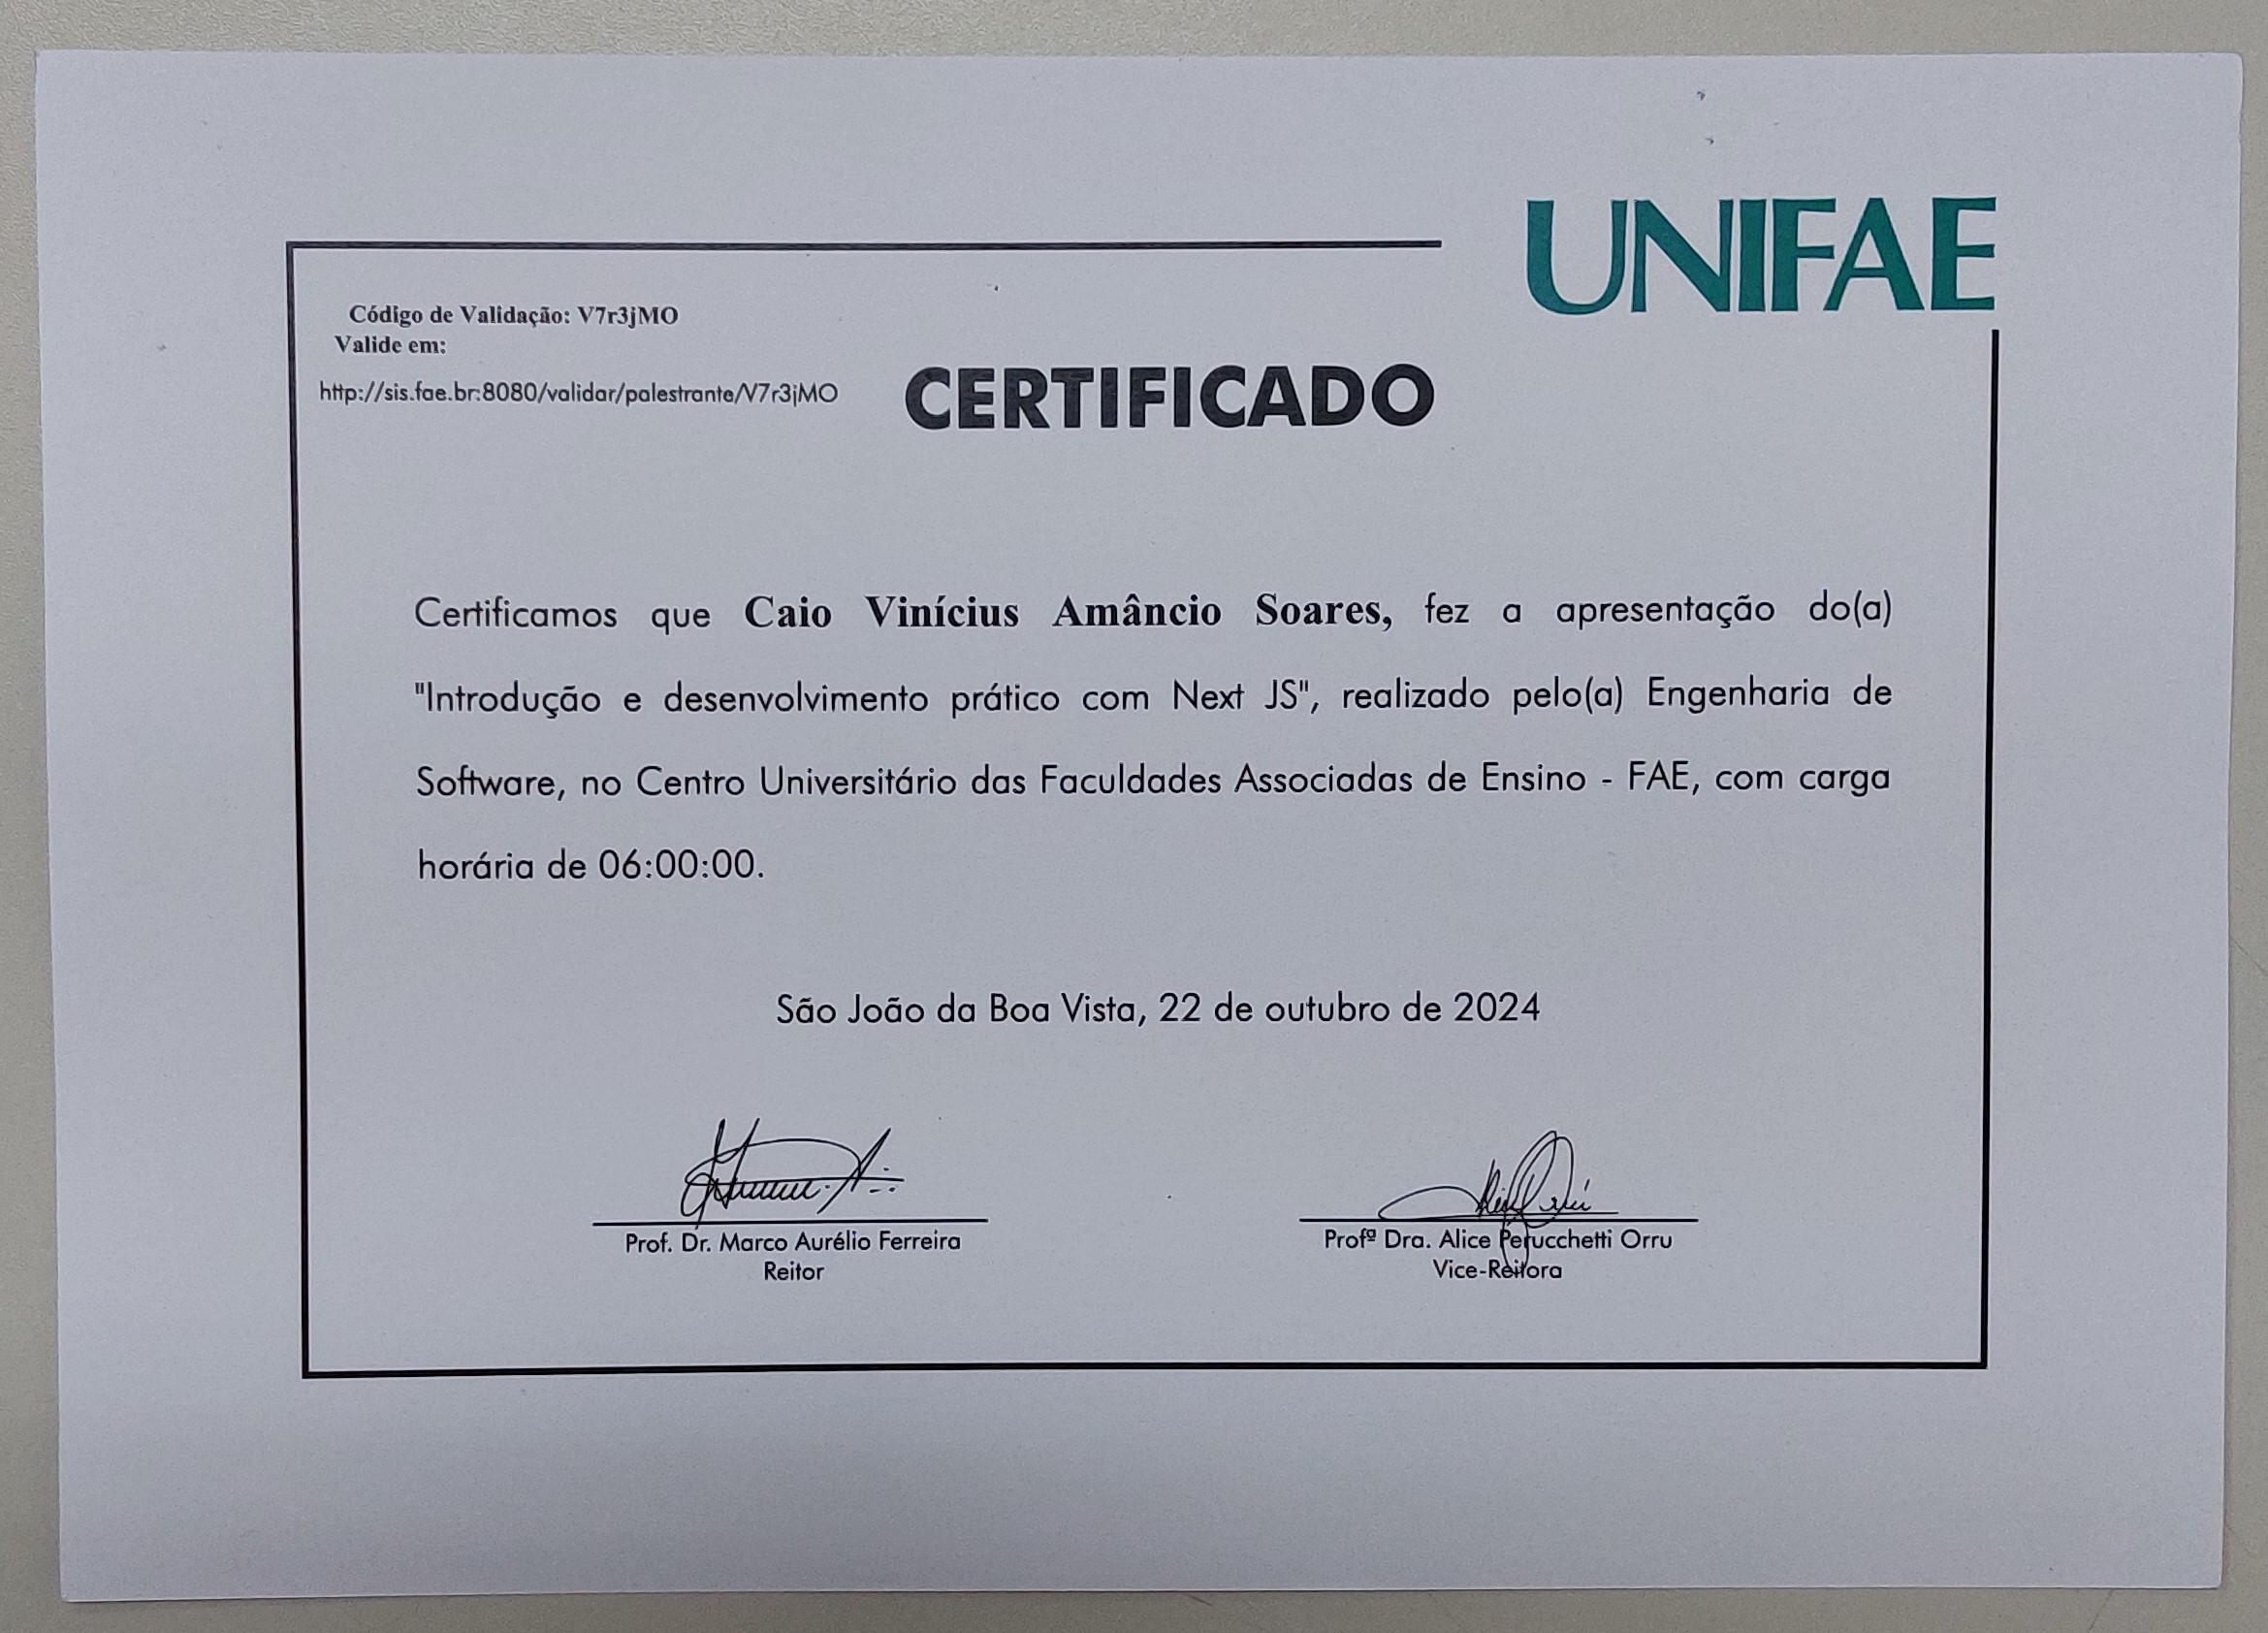 UNIFAE
Código de Validação: V7r3jMO
Valide em:
http://sis.fae.br:8080/validar/palestrante/V7r3jMO
CERTIFICADO
Certificamos que Caio Vinícius Amâncio Soares, fez a apresentação do(a)
"Introdução e desenvolvimento prático com Next JS", realizado pelo(a) Engenharia de
Software, no Centro Universitário das Faculdades Associadas de Ensino - FAE, com carga
horária de 06:00:00.
São João da Boa Vista, 22 de outubro de 2024
Prof. Dr. Marco Aurélio Ferreira
Reitor
Profª Dra. Alice Perucchetti Orru
Vice-Reitora